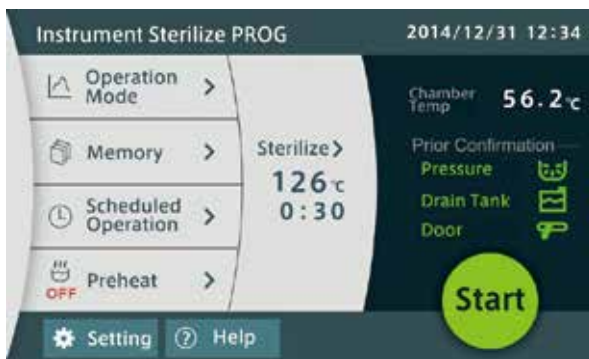 Instrument Sterilize PROG
2014/12/31 12:34
Operation
Mode
Memory
Scheduled
Operation
OFF
Preheat
Sterilize
126℃
0:30
Chamber
Temp
56.2℃
Prior Confirmation
Pressure
Drain Tank
Door
Start
Setting
? Help